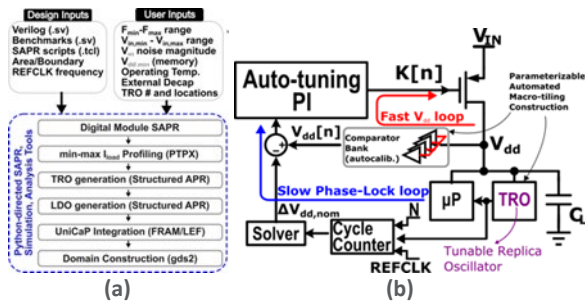 Design Inputs
User Inputs
Verilog (.sv)
Benchmarks (.sv)
SAPR scripts (.tcl)
Area/Boundary
REFCLK frequency
Fmin-Fmax range
Vin,min - Vin,max range
noise magnitude
(memory)
Operating Temp.
External Decap
TRO # and locations
Python-directed SAPR,
Simulation, Analysis Tools
Digital Module SAPR
min-max Iload Profiling (PTPX)
TRO generation (Structured APR)
LDO generation (Structured APR)
UniCaP Integration (FRAM/LEF)
Domain Construction (gds2)
(a)
VIN
Auto-tuning
PI
K[n]
Parameterizable
Automated
Macro-tiling
Construction
Fast Vdd loop
Vdd[n]
Comparator
Bank
(autocalib.)
Vdd
Slow Phase-Lock loop
µP
TRO
CL
ΔVdd,nom
N
Solver
Cycle
Counter
REFCLK
Tunable Replica
Oscillator
(b)